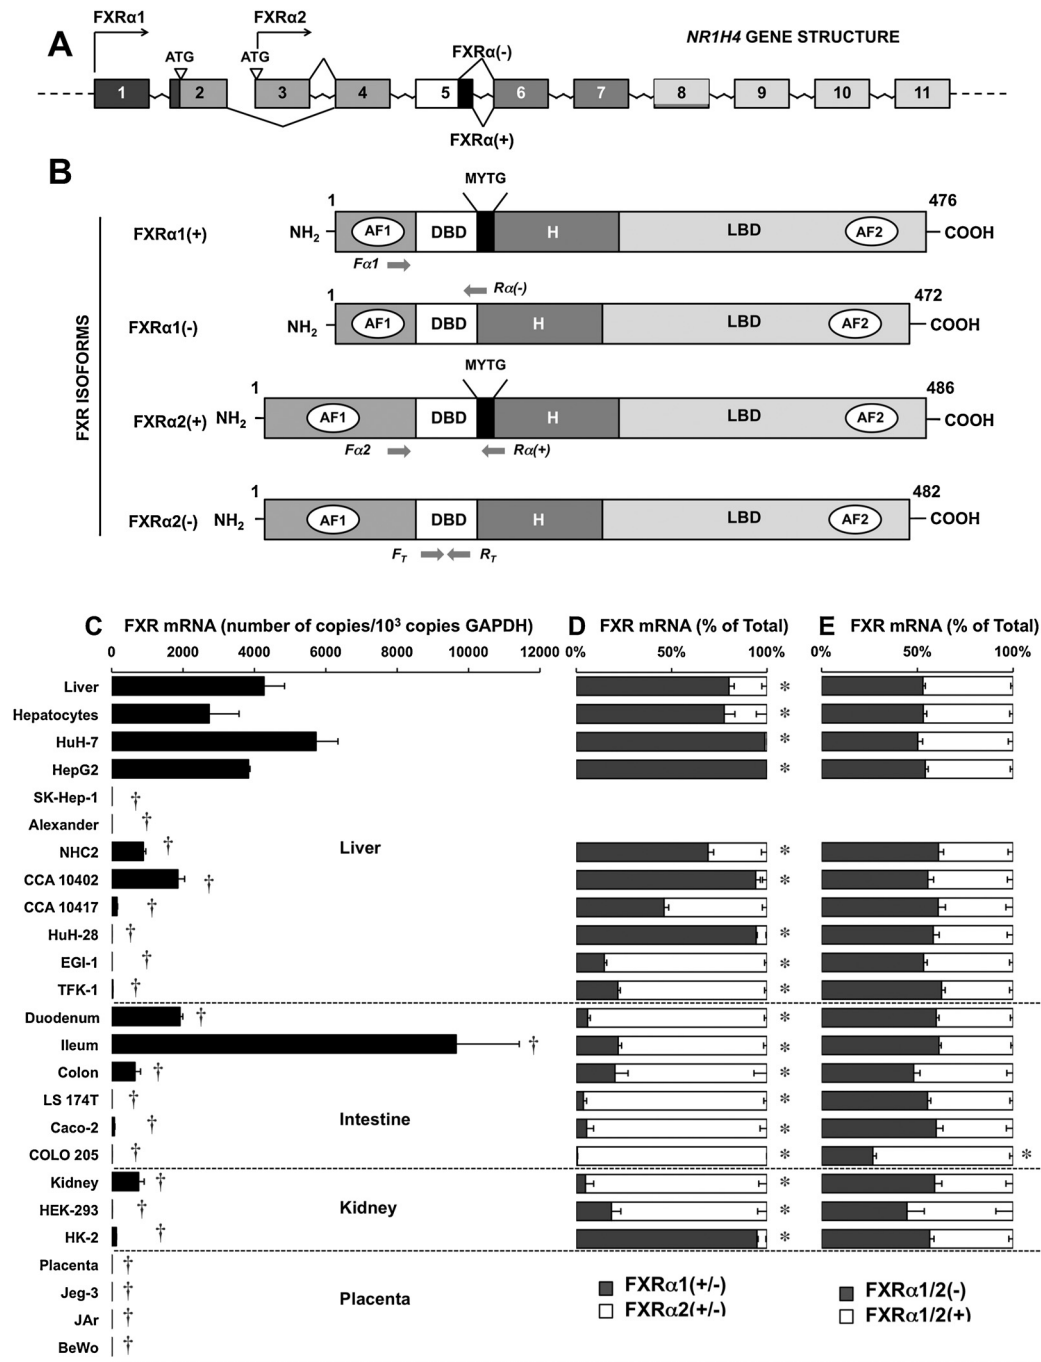 A
FXRα1
FXRα2
NR1H4 GENE STRUCTURE
ATG
ATG
FXRα(-)
1 2 3 4 5 6 7 8 9 10 11
FXRα(+)
B
FXR ISOFORMS
MYTG
1 476
FXRα1(+) NH2 AF1 DBD H LBD AF2 COOH
Fα1
Rα(-)
1 472
FXRα1(-) NH2 AF1 DBD H LBD AF2 COOH
MYTG
1 486
FXRα2(+) NH2 AF1 DBD H LBD AF2 COOH
Fα2 Rα(+)
1 482
FXRα2(-) NH2 AF1 DBD H LBD AF2 COOH
FT RT
C FXR mRNA (number of copies/10³ copies GAPDH)
0 2000 4000 6000 8000 10000 12000
D FXR mRNA (% of Total)
0% 50% 100%
E FXR mRNA (% of Total)
0% 50% 100%
Liver *
Hepatocytes *
HuH-7 *
HepG2 *
SK-Hep-1 †
Alexander †
NHC2 † *
Liver
CCA 10402 † *
CCA 10417 †
HuH-28 † *
EGI-1 † *
TFK-1 † *
Duodenum † *
Ileum † *
Colon † *
LS 174T † *
Intestine
Caco-2 † *
COLO 205 † * *
Kidney † *
HEK-293 † *
Kidney
HK-2 † *
Placenta †
Jeg-3 †
Placenta
JAr †
BeWo †
FXRα1(+/-)
FXRα2(+/-)
FXRα1/2(-)
FXRα1/2(+)